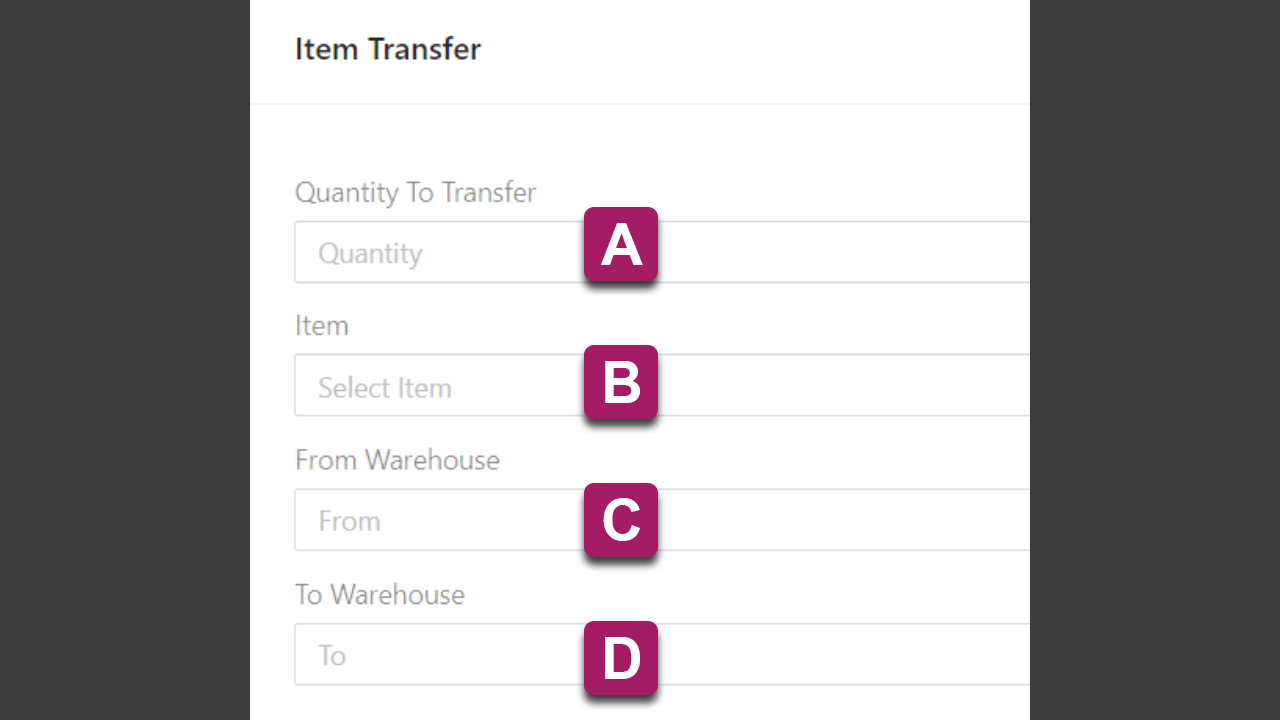 Item Transfer
Quantity To Transfer
Quantity
A
Item
Select Item
B
From Warehouse
From
C
To Warehouse
To
D